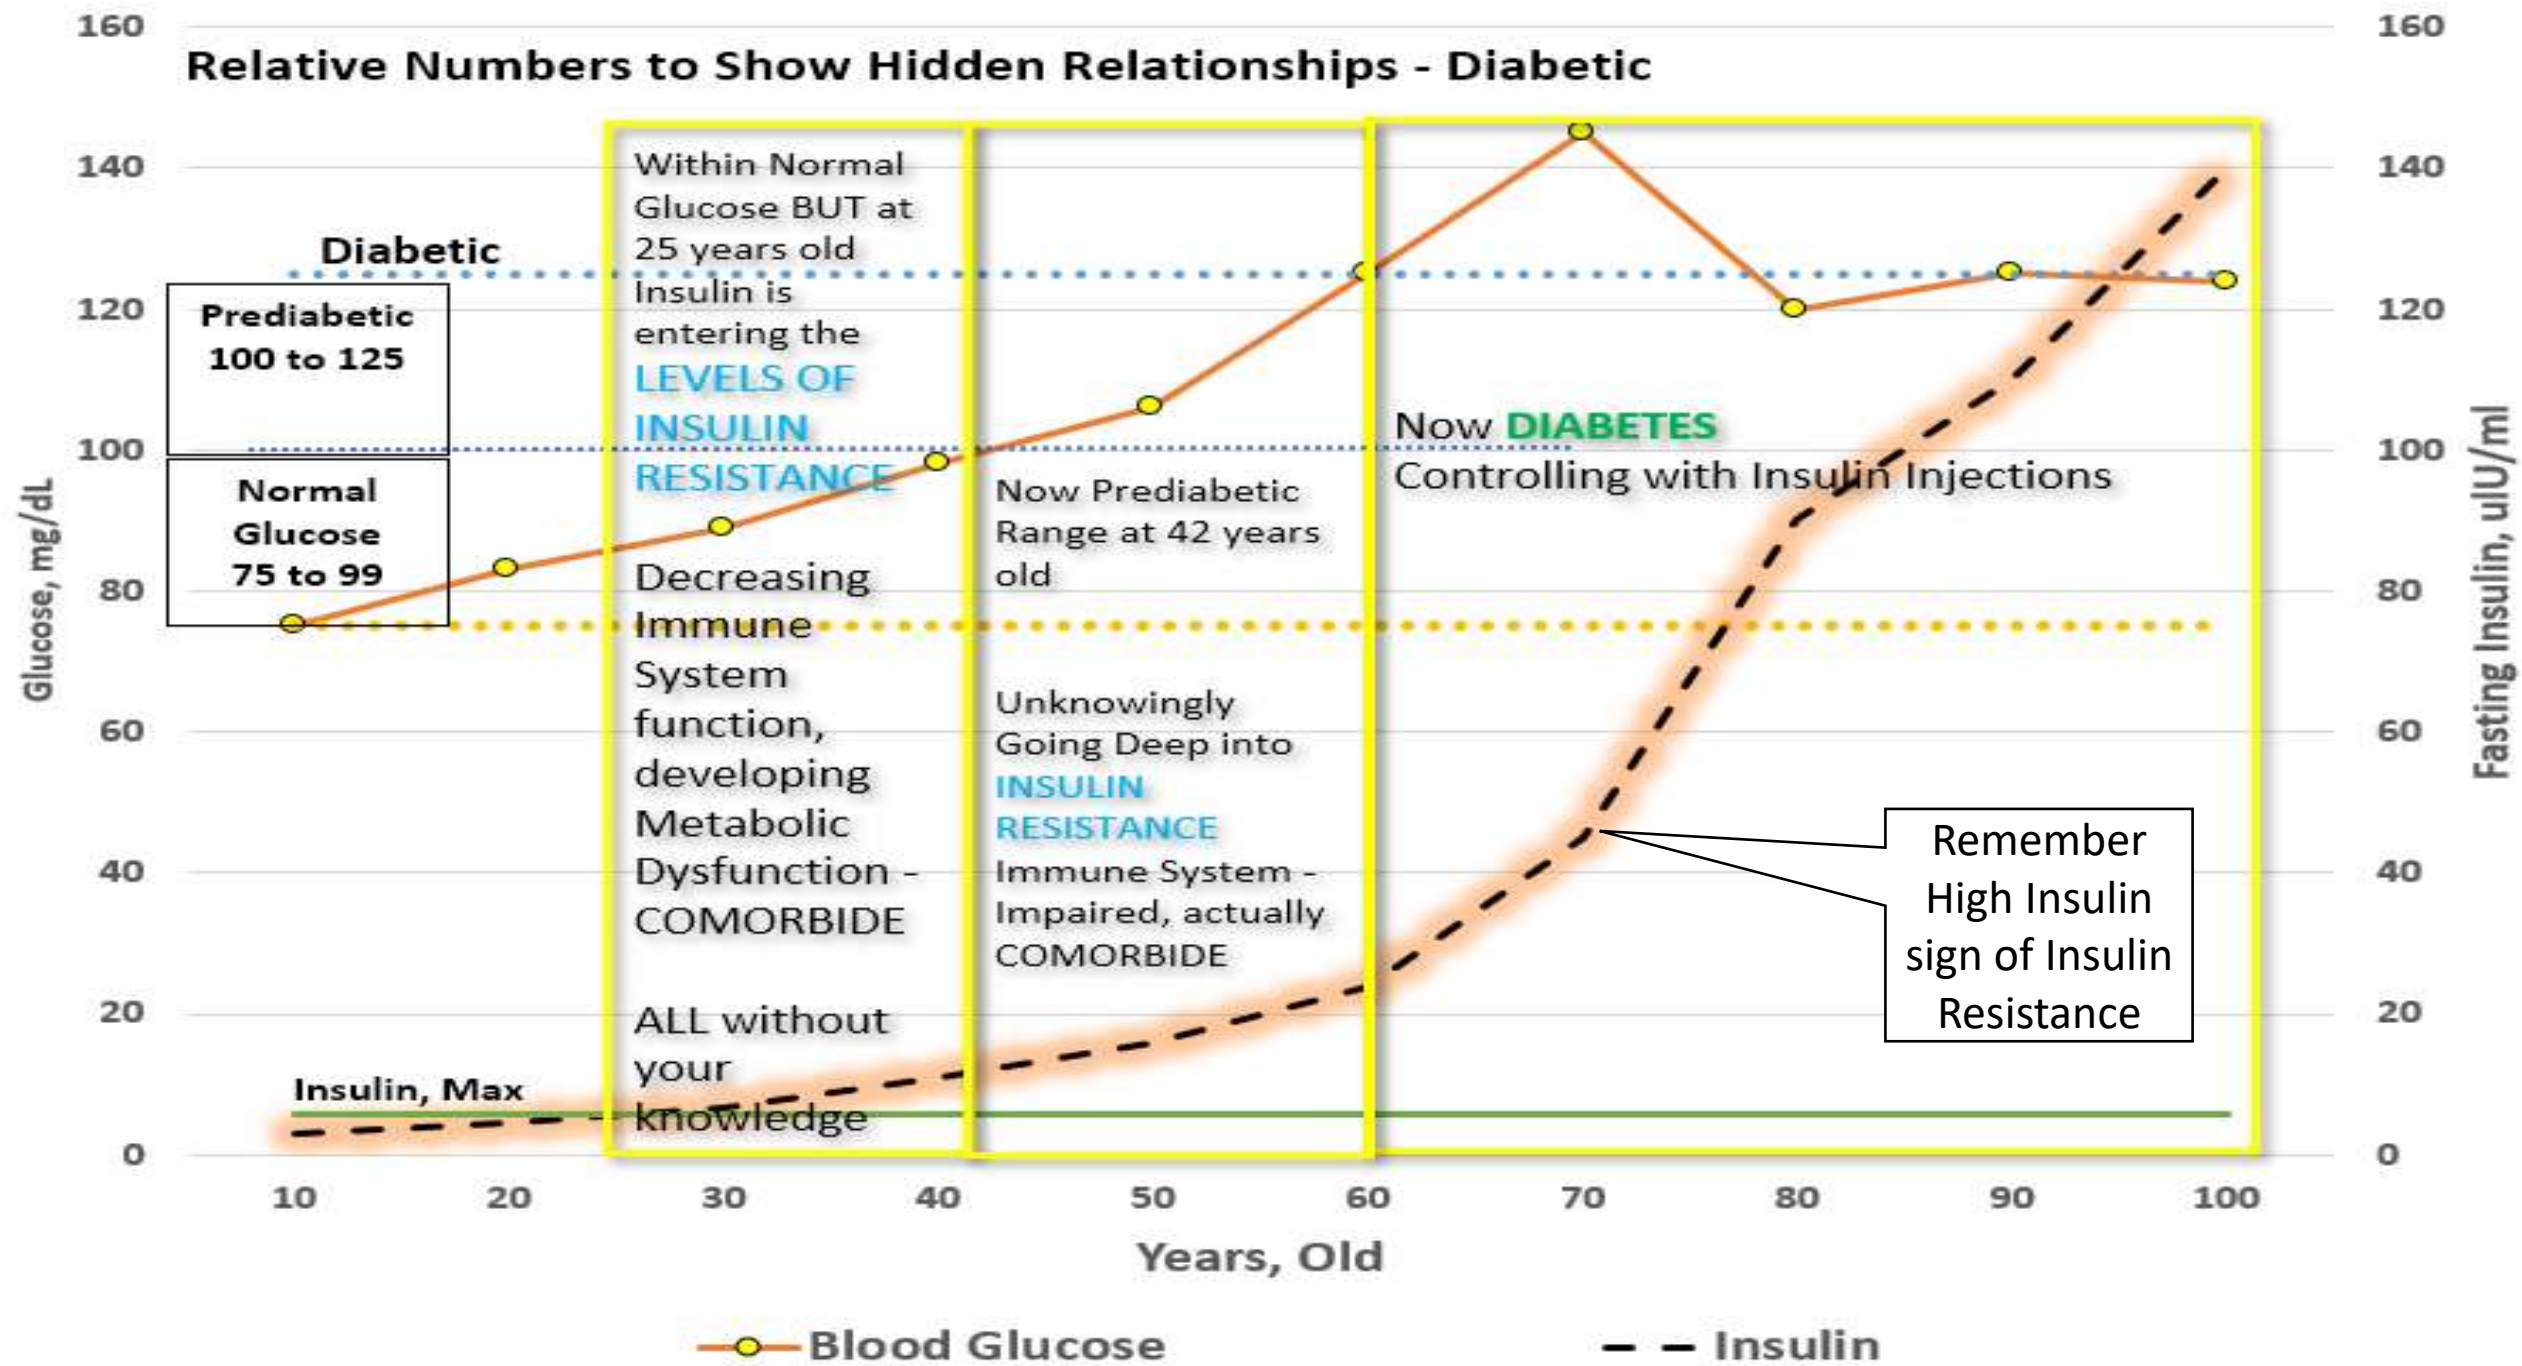 Relative Numbers to Show Hidden Relationships - Diabetic
160
140
120
100
80
60
40
20
0
Glucose, mg/dL
Diabetic
Prediabetic
100 to 125
Normal
Glucose
75 to 99
Insulin, Max
Within Normal
Glucose BUT at
25 years old
Insulin is
entering the
LEVELS OF
INSULIN
RESISTANCE
Decreasing
Immune
System
function,
developing
Metabolic
Dysfunction -
COMORBIDE
ALL without
your
knowledge
Now Prediabetic
Range at 42 years
old
Unknowingly
Going Deep into
INSULIN
RESISTANCE
Immune System -
Impaired, actually
COMORBIDE
Now DIABETES
Controlling with Insulin Injections
Remember
High Insulin
sign of Insulin
Resistance
160
140
120
100
80
60
40
20
0
Fasting Insulin, uIU/ml
10 20 30 40 50 60 70 80 90 100
Years, Old
Blood Glucose
Insulin